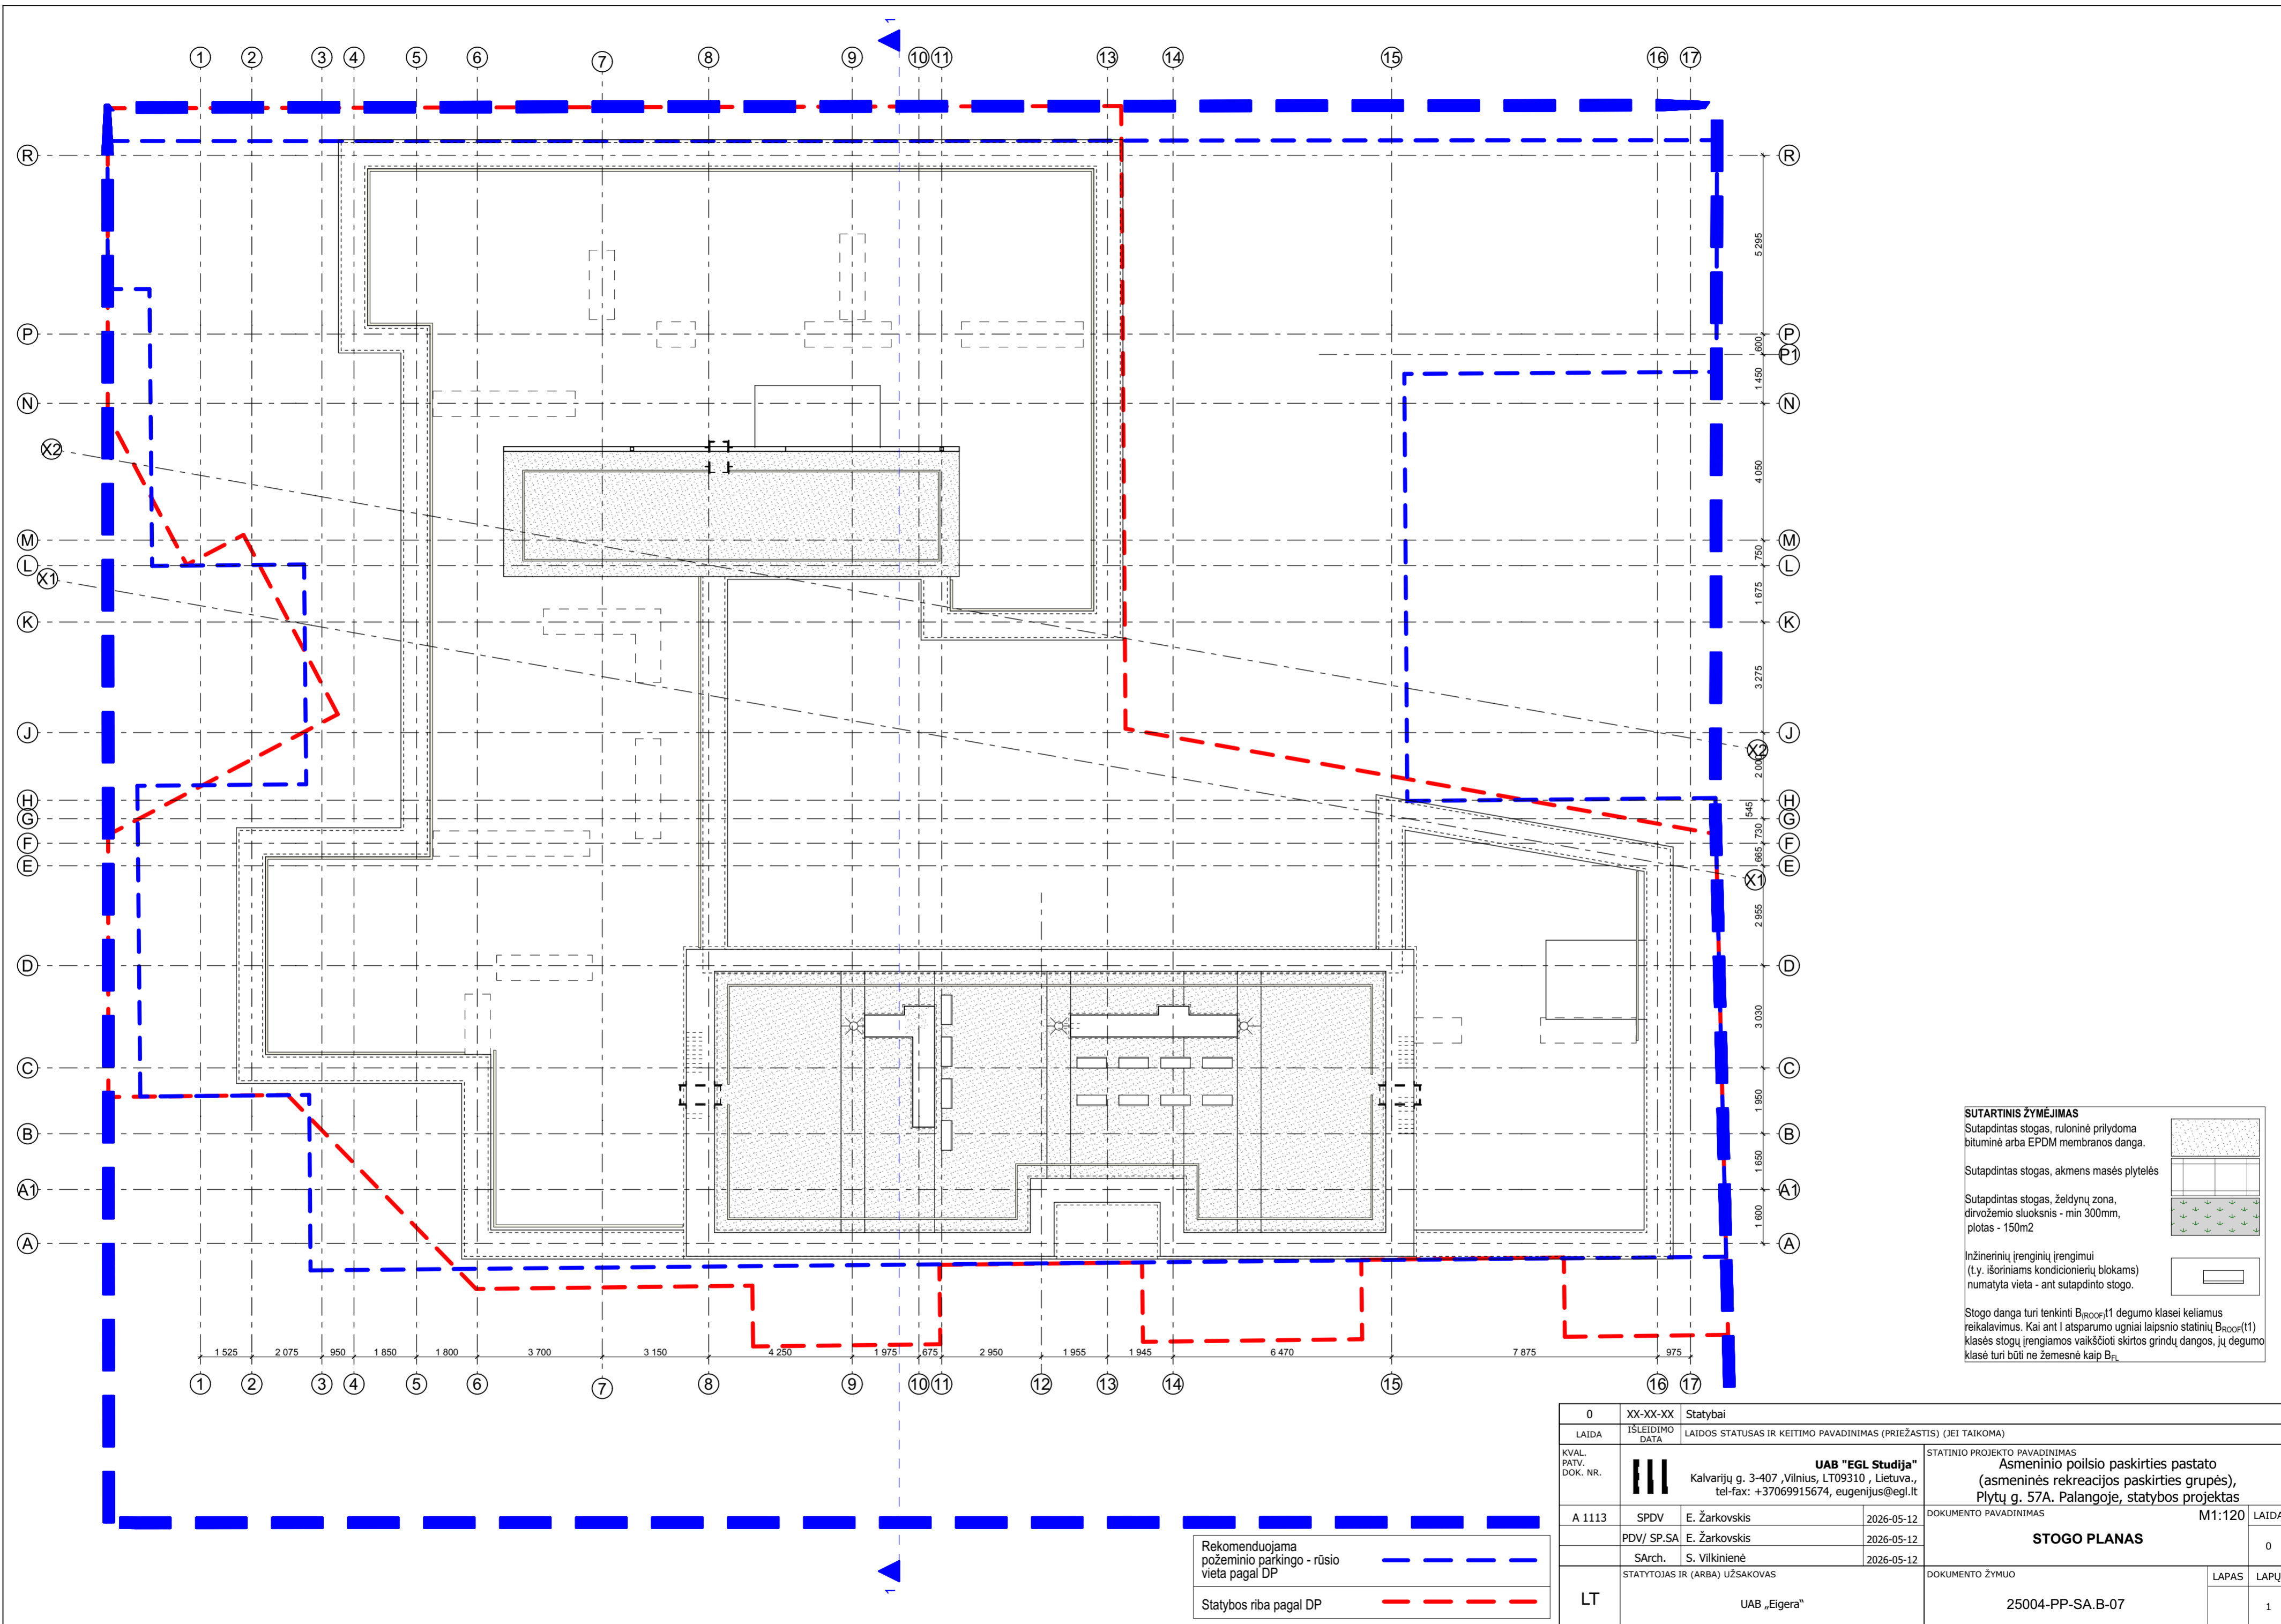 1
1 2 3 4 5 6 7 8 9 10 11 13 14 15 16 17
R R
5 295
P P
600
P1
1 450
N N
X2
4 050
M M
750
L L
X1
1 675
K K
3 275
J J
X2
2 00
H H
545
G G
730
F F
665
E E
X1
2 955
D D
3 030
C C
1 950
B B
1 650
A1 A1
1 600
A A
1 525 2 075 950 1 850 1 800 3 700 3 150 4 250 1 975 675 2 950 1 955 1 945 6 470 7 875 975
1 2 3 4 5 6 7 8 9 10 11 12 13 14 15 16 17
1
SUTARTINIS ŽYMĖJIMAS
Sutapdintas stogas, ruloninė prilydoma
bituminė arba EPDM membranos danga.
Sutapdintas stogas, akmens masės plytelės
Sutapdintas stogas, želdynų zona,
dirvožemio sluoksnis - min 300mm,
plotas - 150m2
Inžinerinių įrenginių įrengimui
(t.y. išoriniams kondicionierių blokams)
numatyta vieta - ant sutapdinto stogo.
Stogo danga turi tenkinti B(ROOF)t1 degumo klasei keliamus
reikalavimus. Kai ant I atsparumo ugniai laipsnio statinių BROOF(t1)
klasės stogų įrengiamos vaikščioti skirtos grindų dangos, jų degumo
klasė turi būti ne žemesnė kaip BFL
Rekomenduojama
požeminio parkingo - rūsio
vieta pagal DP
Statybos riba pagal DP
0 XX-XX-XX Statybai
LAIDA IŠLEIDIMO DATA LAIDOS STATUSAS IR KEITIMO PAVADINIMAS (PRIEŽASTIS) (JEI TAIKOMA)
KVAL.
PATV.
DOK. NR.
UAB "EGL Studija"
Kalvarijų g. 3-407 ,Vilnius, LT09310 , Lietuva.,
tel-fax: +37069915674, eugenijus@egl.lt
STATINIO PROJEKTO PAVADINIMAS
Asmeninio poilsio paskirties pastato
(asmeninės rekreacijos paskirties grupės),
Plytų g. 57A. Palangoje, statybos projektas
A 1113 SPDV E. Žarkovskis 2026-05-12
PDV/ SP.SA E. Žarkovskis 2026-05-12
SArch. S. Vilkinienė 2026-05-12
DOKUMENTO PAVADINIMAS M1:120 LAIDA
STOGO PLANAS
0
LT
STATYTOJAS IR (ARBA) UŽSAKOVAS
UAB „Eigera“
DOKUMENTO ŽYMUO LAPAS LAPŲ
25004-PP-SA.B-07 1